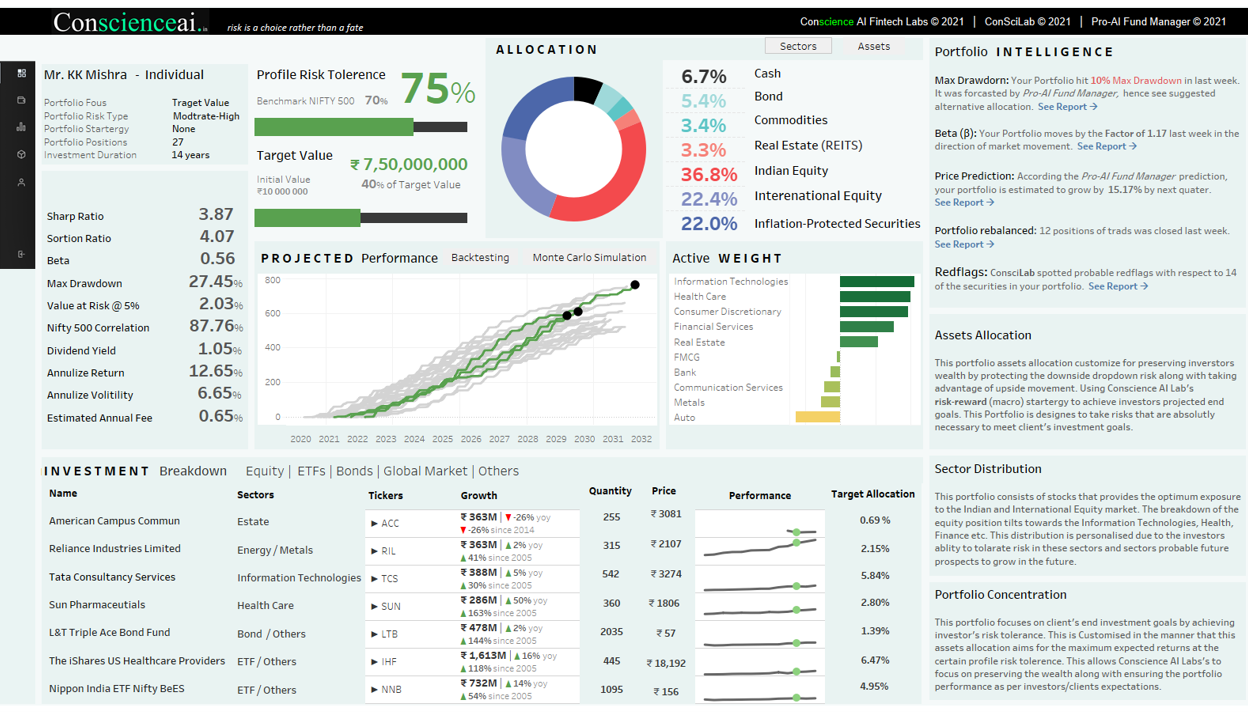 Conscienceai.in
risk is a choice rather than a fate
Conscience AI Fintech Labs © 2021 | ConSciLab © 2021 | Pro-AI Fund Manager © 2021
Mr. KK Mishra - Individual
Portfolio Fous Traget Value
Portfolio Risk Type Modtrate-High
Portfolio Startergy None
Portfolio Positions 27
Investment Duration 14 years
Sharp Ratio 3.87
Sortion Ratio 4.07
Beta 0.56
Max Drawdown 27.45%
Value at Risk @ 5% 2.03%
Nifty 500 Correlation 87.76%
Dividend Yield 1.05%
Annulize Return 12.65%
Annulize Volitility 6.65%
Estimated Annual Fee 0.65%
Profile Risk Tolerence 75%
Benchmark NIFTY 500 70%
Target Value ₹ 7,50,000,000
Initial Value
₹10 000 000
40% of Target Value
ALLOCATION
Sectors Assets
6.7% Cash
5.4% Bond
3.4% Commodities
3.3% Real Estate (REITS)
36.8% Indian Equity
22.4% Interenational Equity
22.0% Inflation-Protected Securities
PROJECTED Performance Backtesting Monte Carlo Simulation
800
600
400
200
0
2020 2021 2022 2023 2024 2025 2026 2027 2028 2029 2030 2031 2032
Active WEIGHT
Information Technologies
Health Care
Consumer Discretionary
Financial Services
Real Estate
FMCG
Bank
Communication Services
Metals
Auto
INVESTMENT Breakdown Equity | ETFs | Bonds | Global Market | Others
Name Sectors Tickers Growth Quantity Price Performance Target Allocation
American Campus Commun Estate ▶ ACC ₹ 363M | ▼ -26% yoy 255 ₹ 3081 0.69 %
▼ -26% since 2014
Reliance Industries Limited Energy / Metals ▶ RIL ₹ 363M | ▲ 2% yoy 315 ₹ 2107 2.15%
▲ 41% since 2005
Tata Consultancy Services Information Technologies ▶ TCS ₹ 388M | ▲ 5% yoy 542 ₹ 3274 5.84%
▲ 30% since 2005
Sun Pharmaceutials Health Care ▶ SUN ₹ 286M | ▲ 50% yoy 360 ₹ 1806 2.80%
▲ 163% since 2005
L&T Triple Ace Bond Fund Bond / Others ▶ LTB ₹ 478M | ▲ 2% yoy 2035 ₹ 57 1.39%
▲ 144% since 2005
The iShares US Healthcare Providers ETF / Others ▶ IHF ₹ 1,613M | ▲ 16% yoy 445 ₹ 18,192 6.47%
▲ 118% since 2005
Nippon India ETF Nifty BeES ETF / Others ▶ NNB ₹ 732M | ▲ 14% yoy 1095 ₹ 156 4.95%
▲ 54% since 2005
Portfolio INTELLIGENCE
Max Drawdorn: Your Portfolio hit 10% Max Drawdown in last week.
It was forcasted by Pro-AI Fund Manager, hence see suggested
alternative allocation. See Report →
Beta (β): Your Portfolio moves by the Factor of 1.17 last week in the
direction of market movement. See Report →
Price Prediction: According the Pro-AI Fund Manager prediction,
your portfolio is estimated to grow by 15.17% by next quater.
See Report →
Portfolio rebalanced: 12 positions of trads was closed last week.
See Report →
Redflags: ConsciLab spotted probable redflags with respect to 14
of the securities in your portfolio. See Report →
Assets Allocation
This portfolio assets allocation customize for preserving inverstors
wealth by protecting the downside dropdown risk along with taking
advantage of upside movement. Using Conscience AI Lab's
risk-reward (macro) startergy to achieve investors projected end
goals. This Portfolio is designes to take risks that are absolutly
necessary to meet client's investment goals.
Sector Distribution
This portfolio consists of stocks that provides the optimum exposure
to the Indian and International Equity market. The breakdown of the
equity position tilts towards the Information Technologies, Health,
Finance etc. This distribution is personalised due to the investors
ablity to tolarate risk in these sectors and sectors probable future
prospects to grow in the future.
Portfolio Concentration
This portfolio focuses on client's end investment goals by achieving
investor's risk tolerance. This is Customised in the manner that this
assets allocation aims for the maximum expected returns at the
certain profile risk tolerence. This allows Conscience AI Labs's to
focus on preserving the wealth along with ensuring the portfolio
performance as per investors/clients expectations.